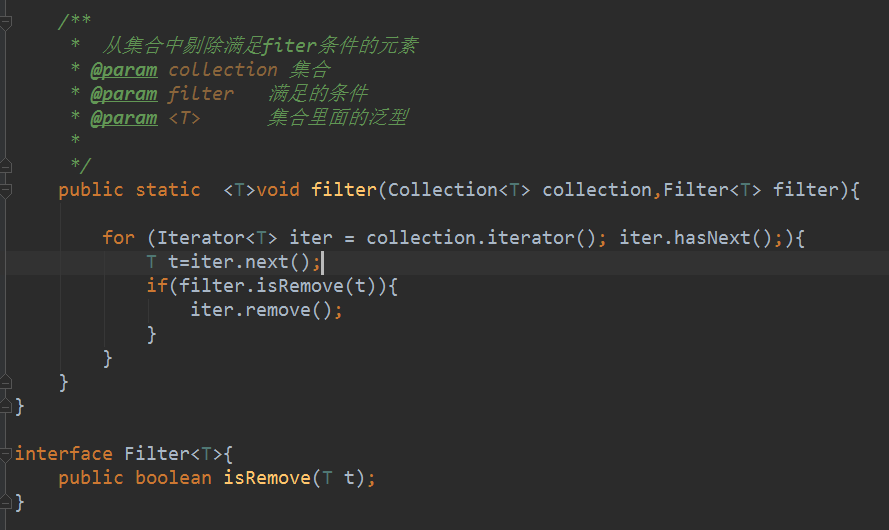 /**
 *  从集合中剔除满足fiter条件的元素
 * @param collection 集合
 * @param filter   满足的条件
 * @param <T>      集合里面的泛型
 *
 */
public static  <T>void filter(Collection<T> collection,Filter<T> filter){
for (Iterator<T> iter = collection.iterator(); iter.hasNext();){
T t=iter.next();
if(filter.isRemove(t)){
iter.remove();
}
}
}
}
interface Filter<T>{
public boolean isRemove(T t);
}